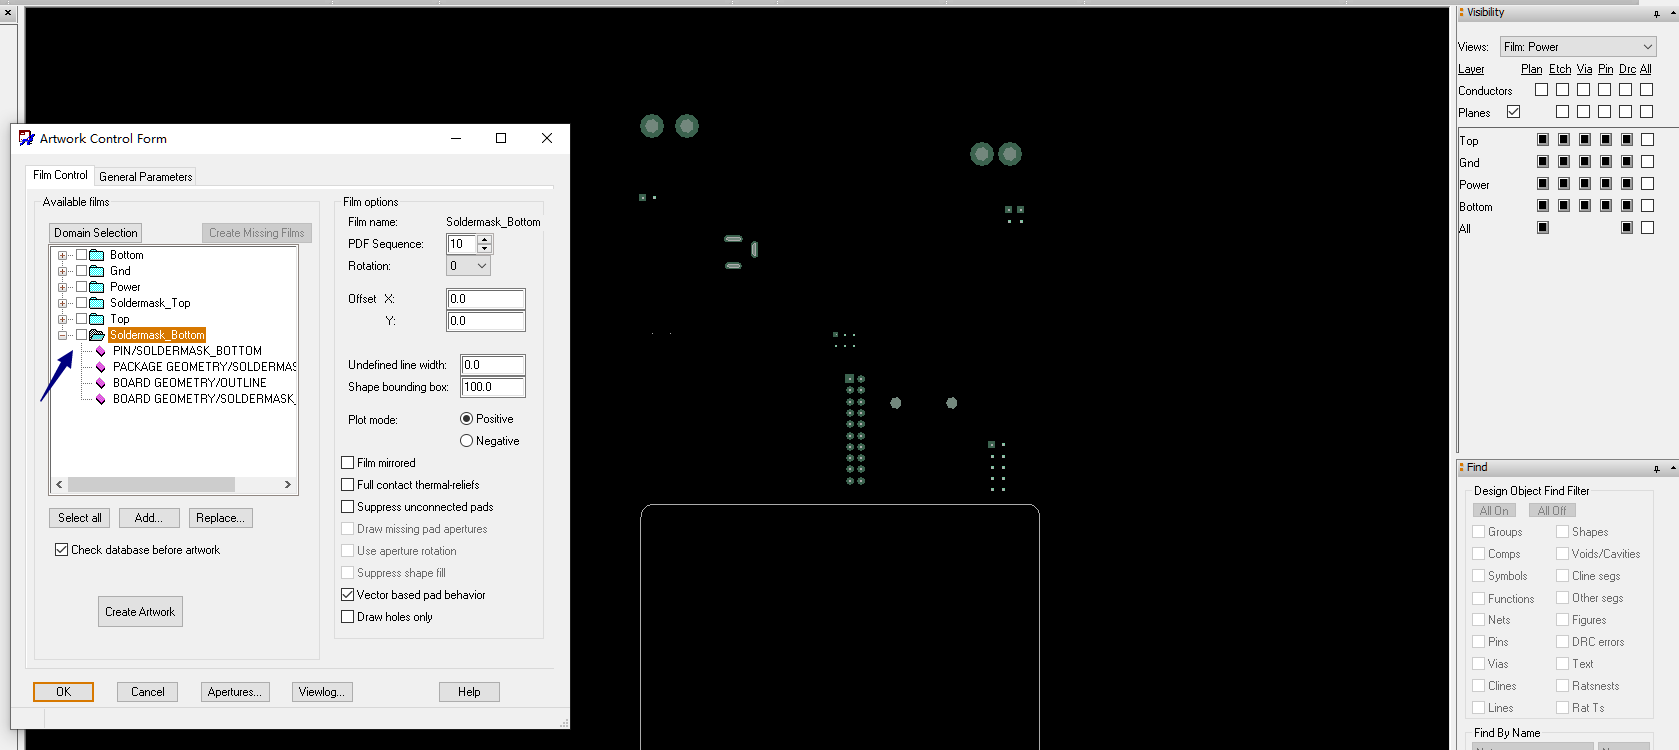 Artwork Control Form
Film Control
General Parameters
Available films
Domain Selection
Create Missing Films
Bottom
Gnd
Power
Soldermask_Top
Top
Soldermask_Bottom
PIN/SOLDERMASK_BOTTOM
PACKAGE GEOMETRY/SOLDERMAS
BOARD GEOMETRY/OUTLINE
BOARD GEOMETRY/SOLDERMASK_
Select all
Add...
Replace...
Check database before artwork
Create Artwork
Film options
Film name: Soldermask_Bottom
PDF Sequence: 10
Rotation: 0
Offset X: 0.0
Y: 0.0
Undefined line width: 0.0
Shape bounding box: 100.0
Plot mode: Positive
Negative
Film mirrored
Full contact thermal-reliefs
Suppress unconnected pads
Draw missing pad apertures
Use aperture rotation
Suppress shape fill
Vector based pad behavior
Draw holes only
OK
Cancel
Apertures...
Viewlog...
Help
Visibility
Views: Film: Power
Layer Plan Etch Via Pin Drc All
Conductors
Planes
Top
Gnd
Power
Bottom
All
Find
Design Object Find Filter
All On
All Off
Groups Shapes
Comps Voids/Cavities
Symbols Cline segs
Functions Other segs
Nets Figures
Pins DRC errors
Vias Text
Clines Ratsnests
Lines Rat Ts
Find By Name